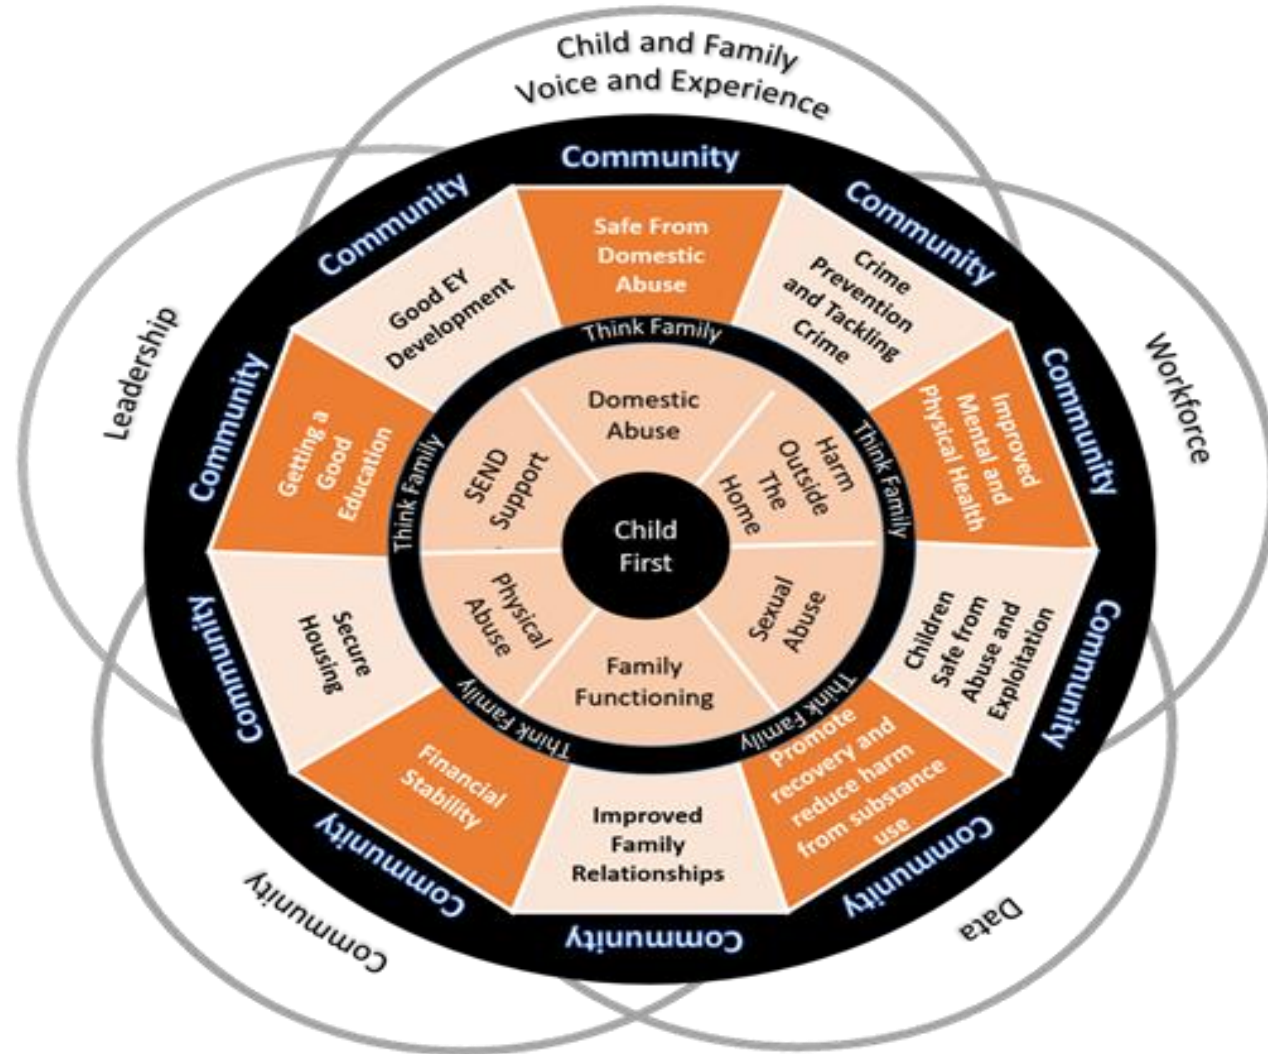 Child and Family
Voice and Experience
Leadership
Workforce
Data
Community
Community
Community
Community
Community
Community
Community
Community
Community
Community
Community
Safe From
Domestic
Abuse
Crime
Prevention
and Tackling
Crime
Improved
Mental and
Physical Health
Children
Safe from
Abuse and
Exploitation
Promote
recovery and
reduce harm
from substance
use
Improved
Family
Relationships
Financial
Stability
Secure
Housing
Getting a
Good
Education
Good EY
Development
Think Family
Think Family
Think Family
Think Family
Think Family
Domestic
Abuse
Harm
Outside
The
Home
Sexual
Abuse
Family
Functioning
Physical
Abuse
SEND
Support
Child
First